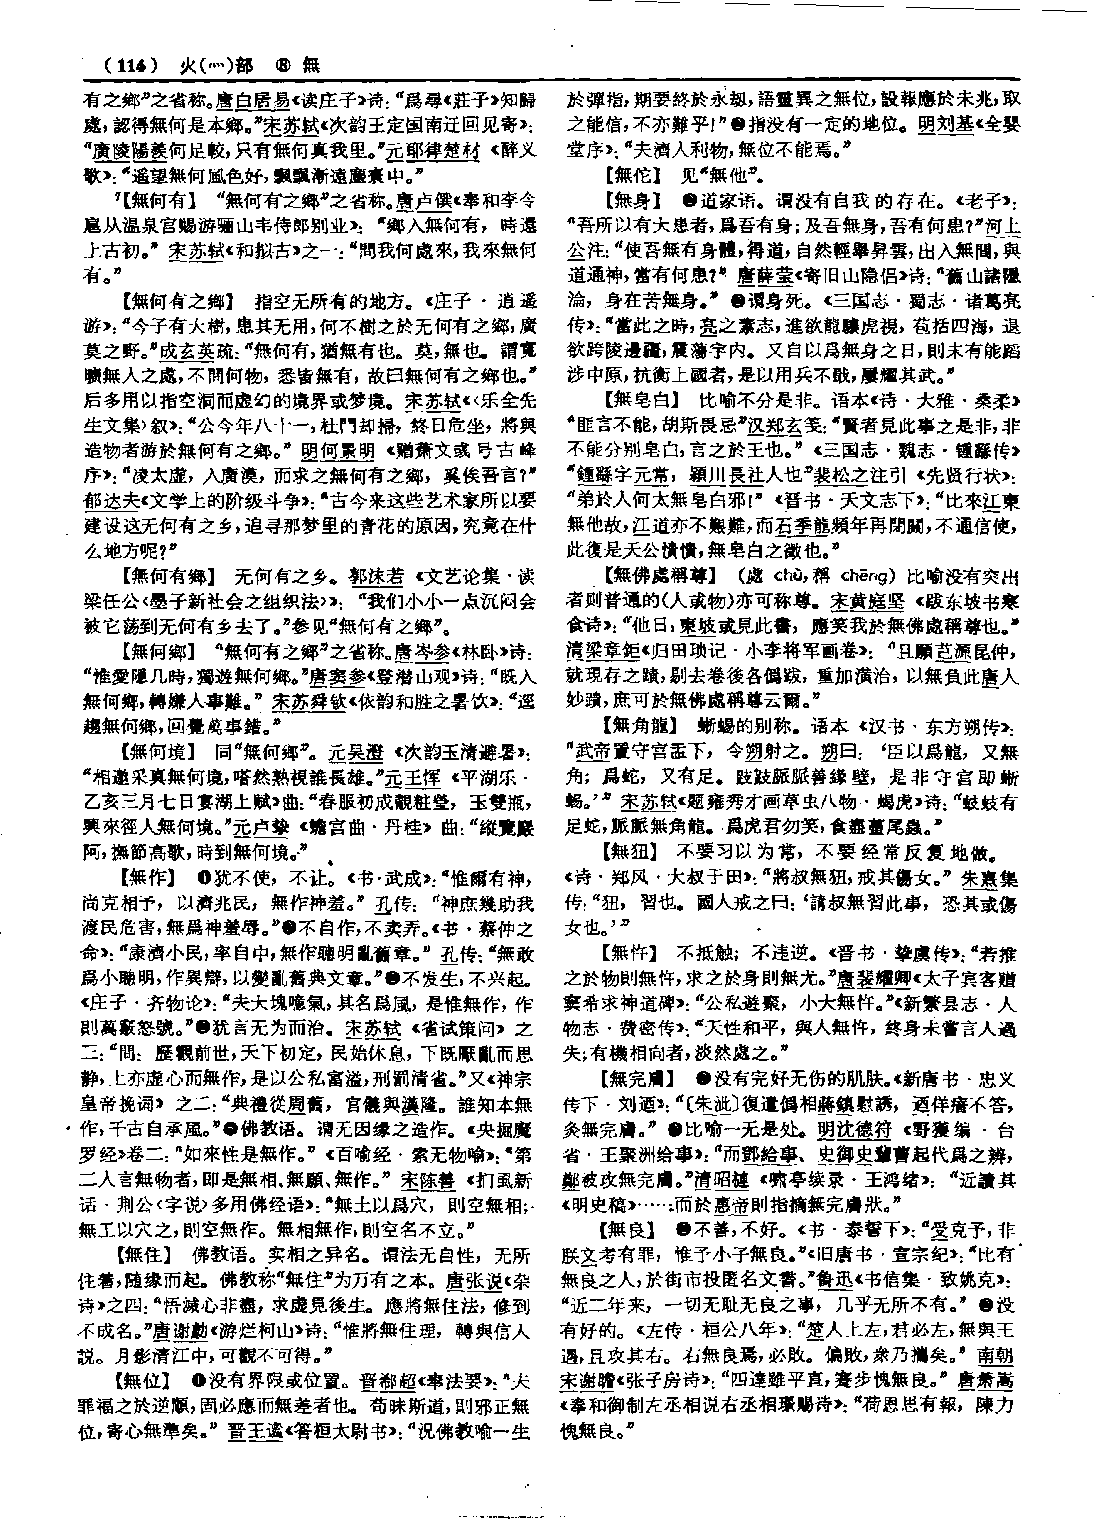 (114) 火(灬)部 ⑧ 無
有之鄉”之省称。唐白居易《读庄子》诗：“爲尋《莊子》知歸
處，認得無何是本鄉。”宋苏轼《次韵王定国南迁回见寄》：
“廣陵陽羨何足較，只有無何真我里。”元耶律楚材《醉义
歌》：“遥望無何風色好，飄飄漸遠塵寰中。”
【無何有】 “無何有之鄉”之省称。唐卢僎《奉和李令
扈从温泉宫赐游骊山韦侍郎别业》：“鄉入無何有，時還
上古初。” 宋苏轼《和拟古》之一：“問我何處來，我來無何
有。”
【無何有之鄉】 指空无所有的地方。《庄子·逍遥
游》：“今子有大樹，患其无用，何不樹之於无何有之鄉，廣
莫之野。”成玄英疏：“無何有，猶無有也。莫，無也。謂寬
曠無人之處，不問何物，悉皆無有，故曰無何有之鄉也。”
后多用以指空洞而虚幻的境界或梦境。宋苏轼《〈乐全先
生文集〉叙》：“公今年八十一，杜門却掃，終日危坐，將與
造物者游於無何有之鄉。” 明何景明《赠萧文彧号古峰
序》：“凌太虚，入廣漠，而求之無何有之鄉，奚俟吾言？”
郁达夫《文学上的阶级斗争》：“古今来这些艺术家所以要
建设这无何有之乡，追寻那梦里的青花的原因，究竟在什
么地方呢？”
【無何有鄉】 无何有之乡。郭沫若《文艺论集·读
梁任公〈墨子新社会之组织法〉》：“我们小小一点沉闷会
被它荡到无何有乡去了。”参见“無何有之鄉”。
【無何鄉】 “無何有之鄉”之省称。唐岑参《林卧》诗：
“惟愛隱几時，獨遊無何鄉。”唐窦参《登潜山观》诗：“既入
無何鄉，轉嫌人事難。” 宋苏舜钦《依韵和胜之暑饮》：“逕
趨無何鄉，回覺萬事錯。”
【無何境】 同“無何鄉”。元吴澄《次韵玉清避暑》：
“相邀采真無何境，嗒然熟視誰長雄。”元王恽《平湖乐·
乙亥三月七日宴湖上赋》曲：“春服初成靚粧瑩，玉雙瓶，
興來徑入無何境。”元卢挚《蟾宫曲·丹桂》曲：“縱覽巖
阿，撫節高歌，時到無何境。”
【無作】 ❶犹不使，不让。《书·武成》：“惟爾有神，
尚克相予，以濟兆民，無作神羞。” 孔传：“神庶幾助我
渡民危害，無爲神羞辱。”❷不自作，不卖弄。《书·蔡仲之
命》：“康濟小民，率自中，無作聰明亂舊章。” 孔传：“無敢
爲小聰明，作異辯，以變亂舊典文章。”❸不发生，不兴起。
《庄子·齐物论》：“夫大塊噫氣，其名爲風，是惟無作，作
則萬竅怒號。”❹犹言无为而治。宋苏轼《省试策问》之
三：“問：歷觀前世，天下初定，民始休息，下既厭亂而思
静，上亦虚心而無作，是以公私富溢，刑罰清省。”又《神宗
皇帝挽词》之二：“典禮從周舊，官儀與漢隆。誰知本無
作，千古自承風。”❺佛教语。谓无因缘之造作。《央掘魔
罗经》卷二：“如來性是無作。”《百喻经·索无物喻》：“第
二人言無物者，即是無相、無願、無作。” 宋陈善《扪虱新
话·荆公〈字说〉多用佛经语》：“無土以爲穴，則空無相；
無工以穴之，則空無作。無相無作，則空名不立。”
【無住】 佛教语。实相之异名。谓法无自性，无所
住着，随缘而起。佛教称“無住”为万有之本。唐张说《杂
诗》之四：“悟滅心非盡，求虚見後生。應將無住法，修到
不成名。”唐谢勮《游烂柯山》诗：“惟將無住理，轉與信人
説。月影清江中，可觀不可得。”
【無位】 ❶没有界限或位置。晋郗超《奉法要》：“夫
罪福之於逆順，固必應而無差者也。苟昧斯道，則邪正無
位，寄心無準矣。” 晋王谧《答桓太尉书》：“況佛教喻一生
於彈指，期要終於永劫，語靈異之無位，設報應於未兆，取
之能信，不亦難乎！”❷指没有一定的地位。明刘基《全婴
堂序》：“夫濟人利物，無位不能焉。”
【無佗】 见“無他”。
【無身】 ❶道家语。谓没有自我的存在。《老子》：
“吾所以有大患者，爲吾有身；及吾無身，吾有何患？”河上
公注：“使吾無有身體，得道，自然輕舉昇雲，出入無間，與
道通神，當有何患？” 唐薛莹《寄旧山隐侣》诗：“舊山諸隱
淪，身在苦無身。”❷谓身死。《三国志·蜀志·诸葛亮
传》：“當此之時，亮之素志，進欲龍驤虎視，苞括四海，退
欲跨陵邊疆，震蕩宇内。又自以爲無身之日，則未有能蹈
涉中原，抗衡上國者，是以用兵不戢，屢耀其武。”
【無皂白】 比喻不分是非。语本《诗·大雅·桑柔》
“匪言不能，胡斯畏忌”汉郑玄笺：“賢者見此事之是非，非
不能分别皂白，言之於王也。”《三国志·魏志·锺繇传》
“鍾繇字元常，潁川長社人也”裴松之注引《先贤行状》：
“弟於人何太無皂白邪！”《晋书·天文志下》：“比來江東
無他故，江道亦不艱難，而石季龍頻年再閉關，不通信使，
此復是天公憒憒，無皂白之徵也。”
【無佛處稱尊】（處 chù，稱 chēng）比喻没有突出
者则普通的(人或物)亦可称尊。宋黄庭坚《跋东坡书寒
食诗》：“他日，東坡或見此書，應笑我於無佛處稱尊也。”
清梁章钜《归田琐记·小李将军画卷》：“且願芑源昆仲，
就現存之蹟，剔去卷後各僞跋，重加潢治，以無負此唐人
妙蹟，庶可於無佛處稱尊云爾。”
【無角龍】 蜥蜴的别称。语本《汉书·东方朔传》：
“武帝置守宫盂下，令朔射之。朔曰：‘臣以爲龍，又無
角；爲蛇，又有足。跂跂脈脈善緣壁，是非守宫即蜥
蜴。’” 宋苏轼《题雍秀才画草虫八物·蝎虎》诗：“蚑蚑有
足蛇，脈脈無角龍。爲虎君勿笑，食盡蠆尾蟲。”
【無狃】 不要习以为常，不要经常反复地做。
《诗·郑风·大叔于田》：“將叔無狃，戒其傷女。” 朱熹集
传：“狃，習也。國人戒之曰：‘請叔無習此事，恐其或傷
女也。’”
【無忤】 不抵触；不违逆。《晋书·挚虞传》：“若推
之於物則無忤，求之於身則無尤。”唐裴耀卿《太子宾客赠
窦希求神道碑》：“公私遊聚，小大無忤。”《新繁县志·人
物志·费密传》：“天性和平，與人無忤，終身未嘗言人過
失；有機相向者，淡然處之。”
【無完膚】 ❶没有完好无伤的肌肤。《新唐书·忠义
传下·刘迺》：“〔朱泚〕復遣僞相蔣鎮慰誘，迺佯瘖不答，
灸無完膚。”❷比喻一无是处。明沈德符《野獲编·台
省·王聚洲给事》：“而鄧給事、史御史輩舊起代爲之辨，
鄭被攻無完膚。”清昭槤《啸亭续录·王鸿绪》：“近讀其
《明史稿》……；而於惠帝則指摘無完膚狀。”
【無良】 ❶不善，不好。《书·泰誓下》：“受克予，非
朕文考有罪，惟予小子無良。”《旧唐书·宣宗纪》：“比有
無良之人，於街市投匿名文書。”鲁迅《书信集·致姚克》：
“近二年来，一切无耻无良之事，几乎无所不有。”❷没
有好的。《左传·桓公八年》：“楚人上左，君必左，無與王
遇，且攻其右。右無良焉，必敗。偏敗，衆乃攜矣。” 南朝
宋谢瞻《张子房诗》：“四達雖平直，蹇步愧無良。” 唐萧嵩
《奉和御制左丞相说右丞相璟赐诗》：“荷恩思有報，陳力
愧無良。”